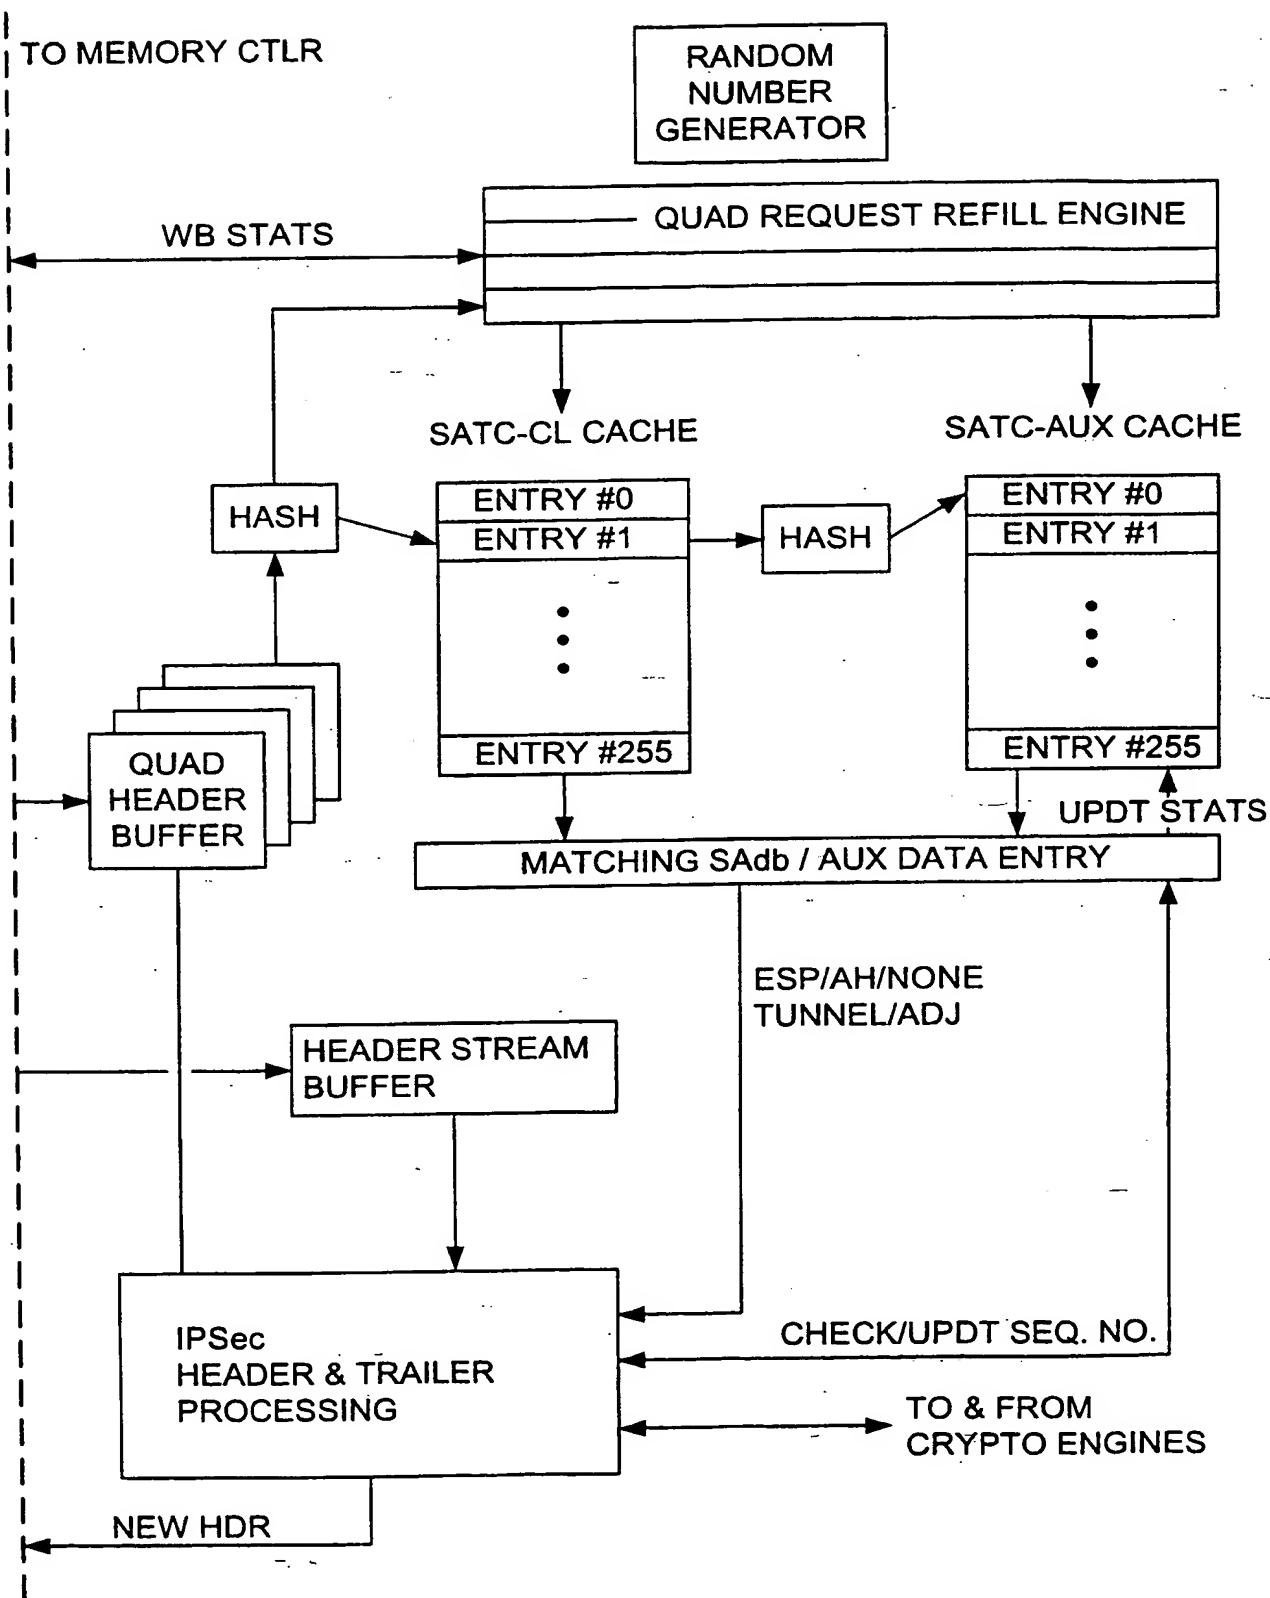 TO MEMORY CTLR
RANDOM
NUMBER
GENERATOR
WB STATS
QUAD REQUEST REFILL ENGINE
SATC-CL CACHE
SATC-AUX CACHE
HASH
ENTRY #0
ENTRY #1
ENTRY #255
HASH
ENTRY #0
ENTRY #1
ENTRY #255
QUAD
HEADER
BUFFER
UPDT STATS
MATCHING SAdb / AUX DATA ENTRY
ESP/AH/NONE
TUNNEL/ADJ
HEADER STREAM
BUFFER
IPSec
HEADER & TRAILER
PROCESSING
CHECK/UPDT SEQ. NO.
TO & FROM
CRYPTO ENGINES
NEW HDR